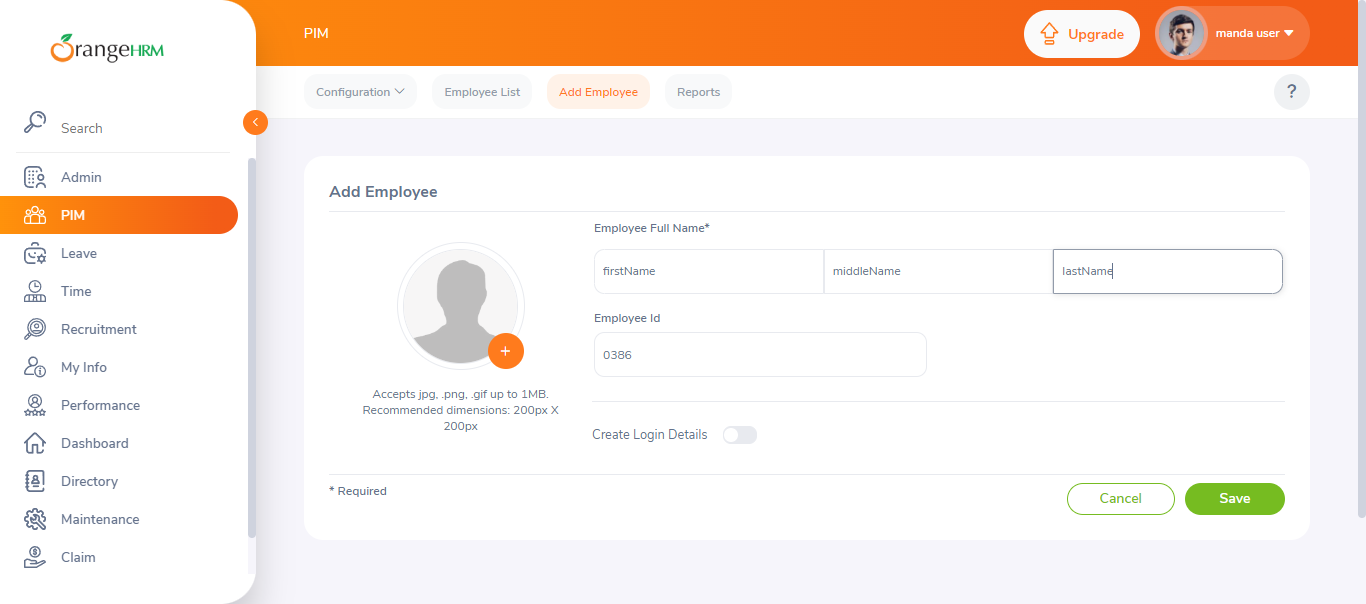 OrangeHRM
PIM
Upgrade
manda user
Search
Configuration
Employee List
Add Employee
Reports
?
Admin
PIM
Leave
Time
Recruitment
My Info
Performance
Dashboard
Directory
Maintenance
Claim
Add Employee
Employee Full Name*
firstName
middleName
lastName
Employee Id
0386
Accepts jpg, .png, .gif up to 1MB.
Recommended dimensions: 200px X
200px
Create Login Details
* Required
Cancel
Save